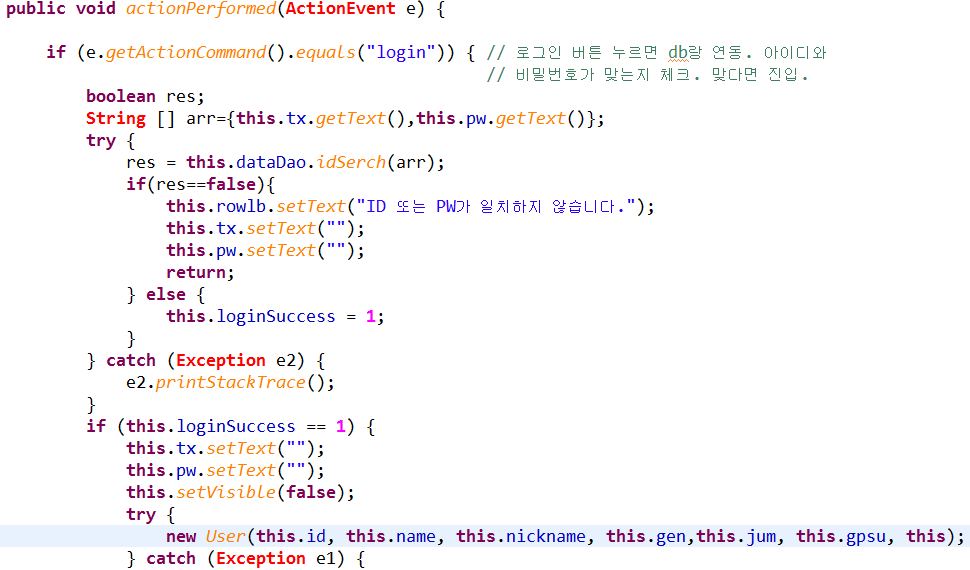 public void actionPerformed(ActionEvent e) {
if (e.getActionCommand().equals("login")) { // 로그인 버튼 누르면 db랑 연동. 아이디와
// 비밀번호가 맞는지 체크. 맞다면 진입.
boolean res;
String [] arr={this.tx.getText(),this.pw.getText()};
try {
res = this.dataDao.idSerch(arr);
if(res==false){
this.rowlb.setText("ID 또는 PW가 일치하지 않습니다.");
this.tx.setText("");
this.pw.setText("");
return;
} else {
this.loginSuccess = 1;
}
} catch (Exception e2) {
e2.printStackTrace();
}
if (this.loginSuccess == 1) {
this.tx.setText("");
this.pw.setText("");
this.setVisible(false);
try {
new User(this.id, this.name, this.nickname, this.gen,this.jum, this.gpsu, this);
} catch (Exception e1) {